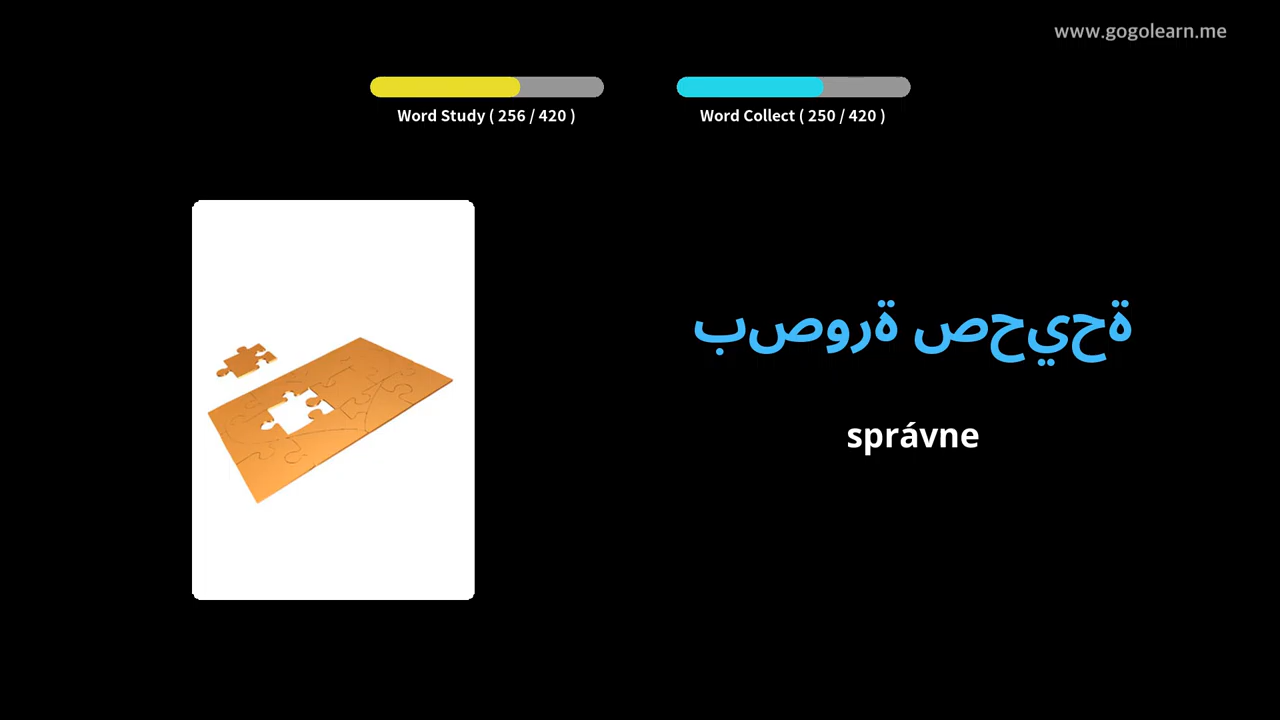 www.gogolearn.me
Word Study ( 256 / 420 )
Word Collect ( 250 / 420 )
بصورة صحيحة
správne